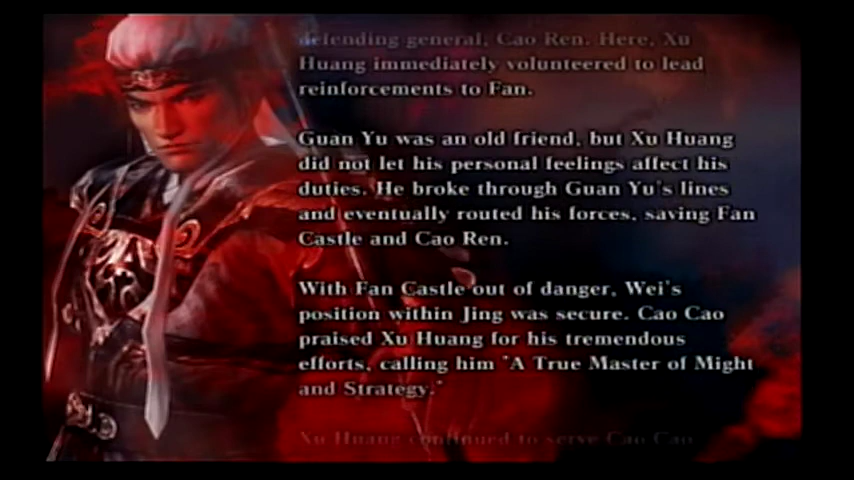 defending general, Cao Ren. Here, Xu
Huang immediately volunteered to lead
reinforcements to Fan.
Guan Yu was an old friend, but Xu Huang
did not let his personal feelings affect his
duties. He broke through Guan Yu's lines
and eventually routed his forces, saving Fan
Castle and Cao Ren.
With Fan Castle out of danger, Wei's
position within Jing was secure. Cao Cao
praised Xu Huang for his tremendous
efforts, calling him "A True Master of Might
and Strategy."
Xu Huang continued to serve Cao Cao